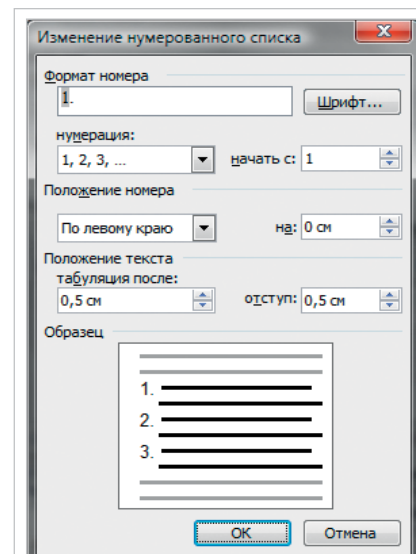 Изменение нумерованного списка
Формат номера
1.
Шрифт...
нумерация:
1, 2, 3, ...
начать с: 1
Положение номера
По левому краю
на: 0 см
Положение текста
табуляция после:
0,5 см
отступ: 0,5 см
Образец
1.
2.
3.
ОК
Отмена